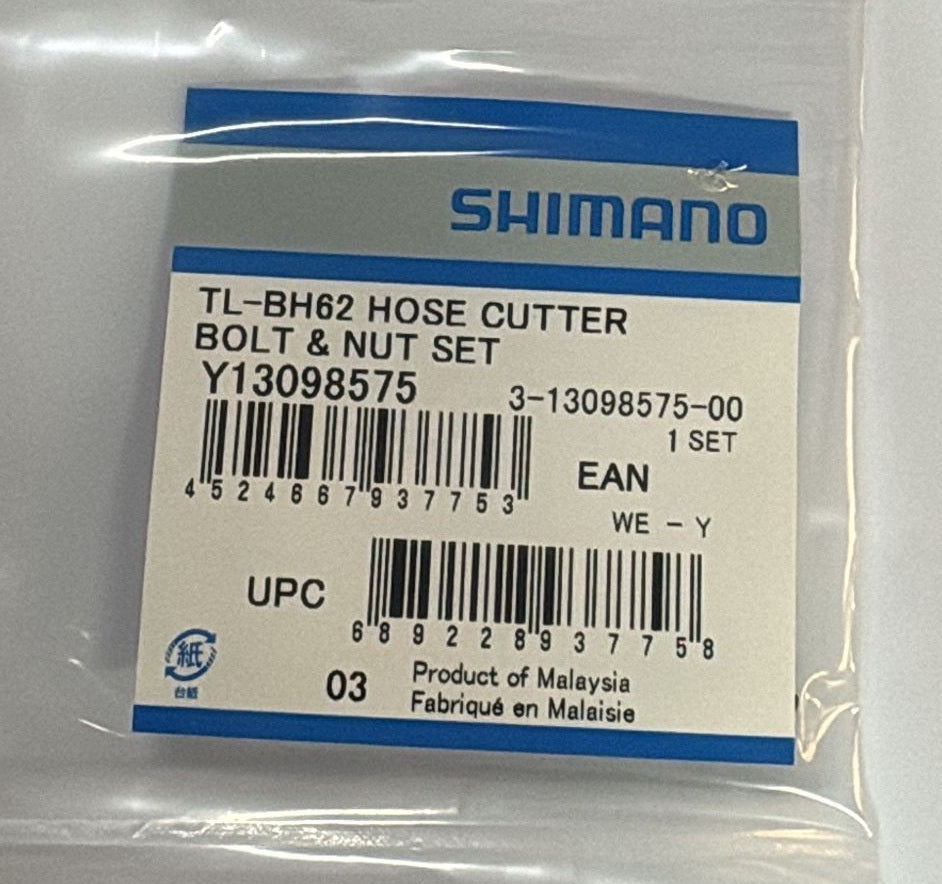 SHIMANO
TL-BH62 HOSE CUTTER
BOLT & NUT SET
Y13098575
3-13098575-00
1 SET
4524667937753
EAN
WE - Y
UPC
689228937758
紙
台紙
03
Product of Malaysia
Fabriqué en Malaisie